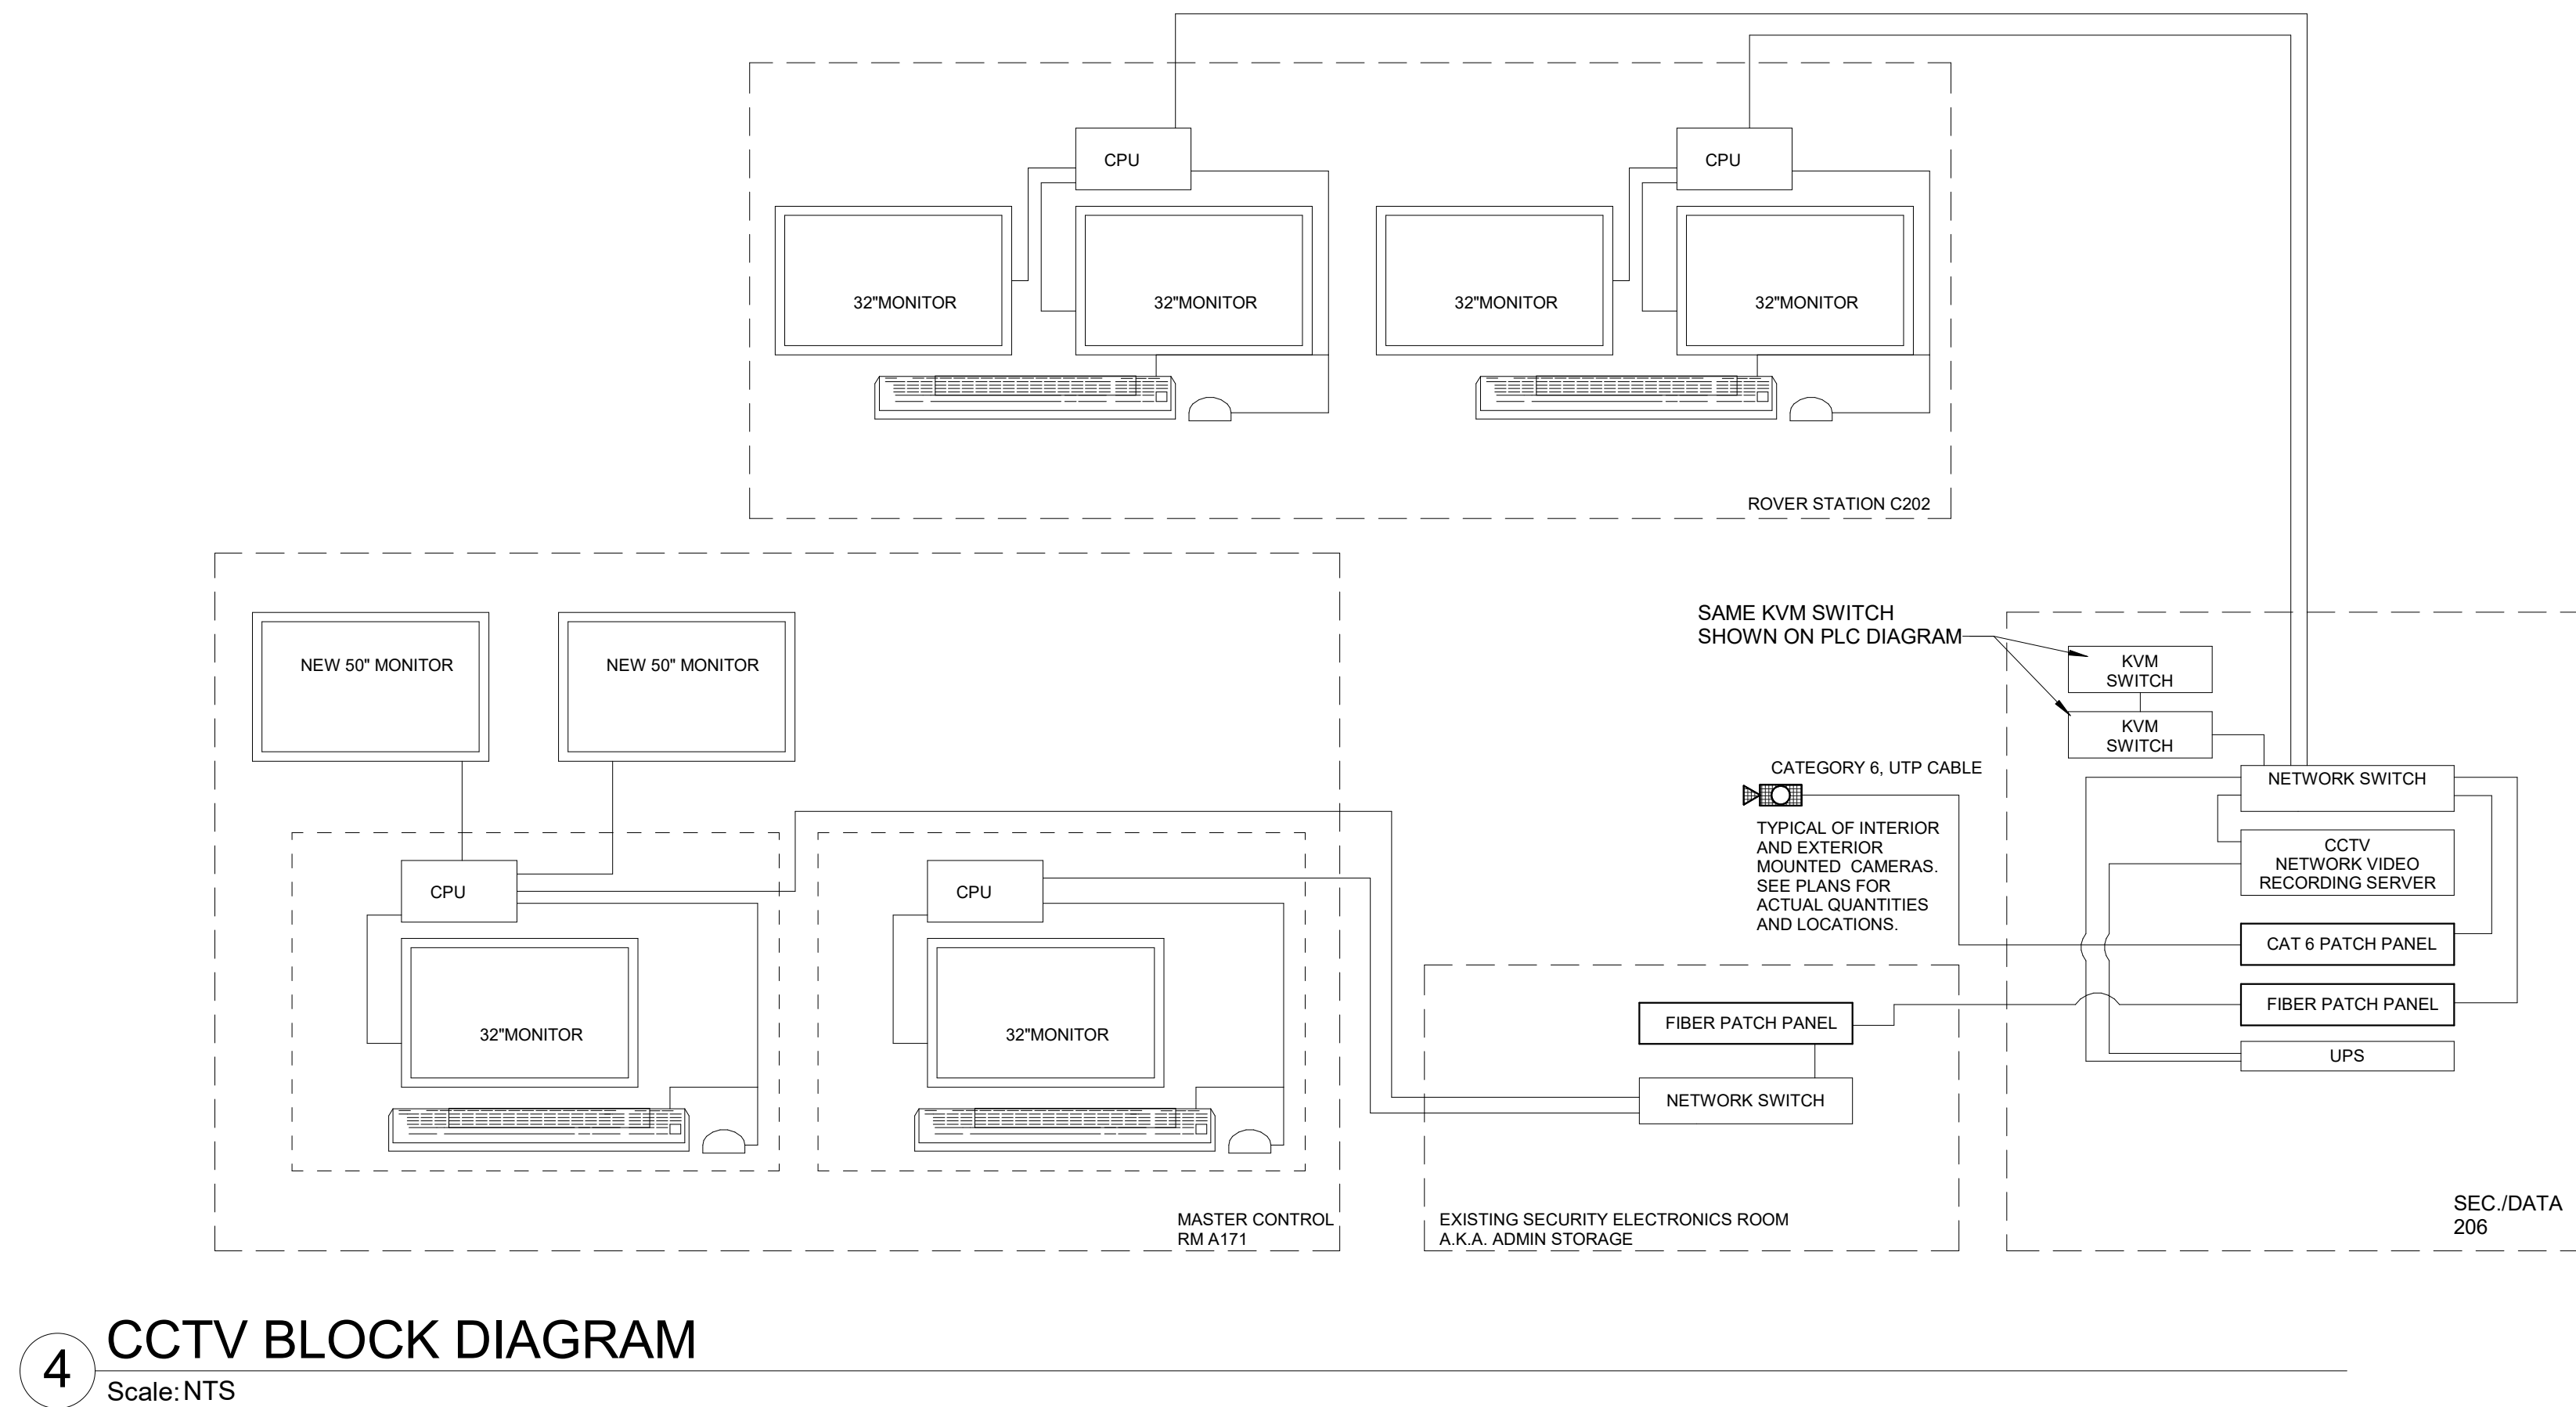 CPU
CPU
32"MONITOR
32"MONITOR
32"MONITOR
32"MONITOR
ROVER STATION C202
NEW 50" MONITOR
NEW 50" MONITOR
CPU
CPU
32"MONITOR
32"MONITOR
MASTER CONTROL
RM A171
SAME KVM SWITCH
SHOWN ON PLC DIAGRAM
KVM
SWITCH
KVM
SWITCH
CATEGORY 6, UTP CABLE
TYPICAL OF INTERIOR
AND EXTERIOR
MOUNTED CAMERAS.
SEE PLANS FOR
ACTUAL QUANTITIES
AND LOCATIONS.
NETWORK SWITCH
CCTV
NETWORK VIDEO
RECORDING SERVER
CAT 6 PATCH PANEL
FIBER PATCH PANEL
UPS
FIBER PATCH PANEL
NETWORK SWITCH
EXISTING SECURITY ELECTRONICS ROOM
A.K.A. ADMIN STORAGE
SEC./DATA
206
4
CCTV BLOCK DIAGRAM
Scale: NTS